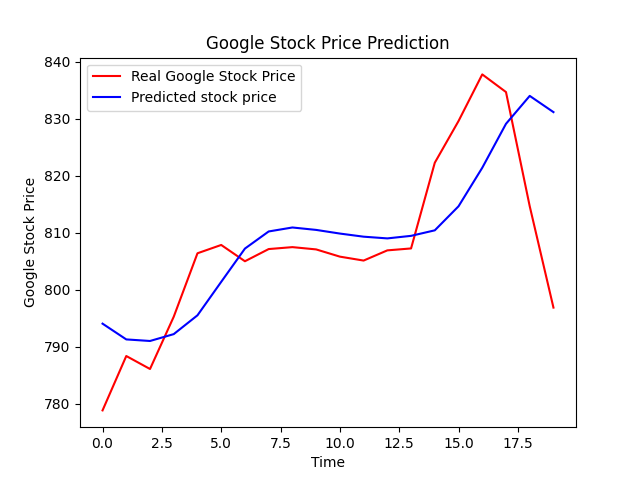 Google Stock Price Prediction
Real Google Stock Price
Predicted stock price
Google Stock Price
840
830
820
810
800
790
780
0.0 2.5 5.0 7.5 10.0 12.5 15.0 17.5
Time